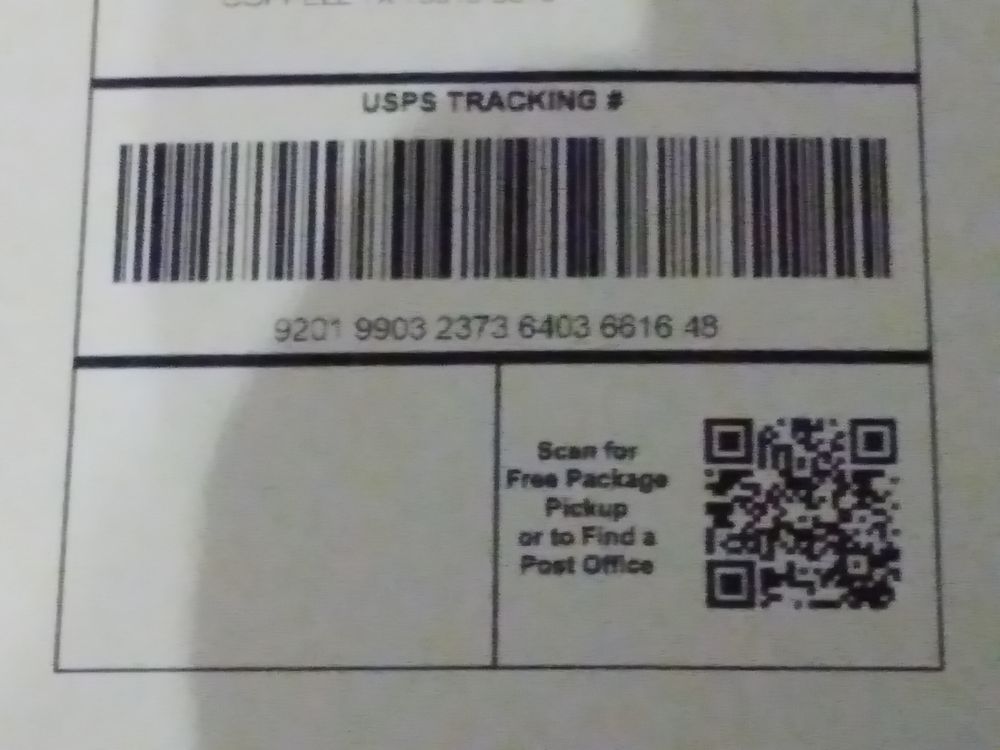 USPS TRACKING #
9201 9903 2373 6403 6616 48
Scan for
Free Package
Pickup
or to Find a
Post Office